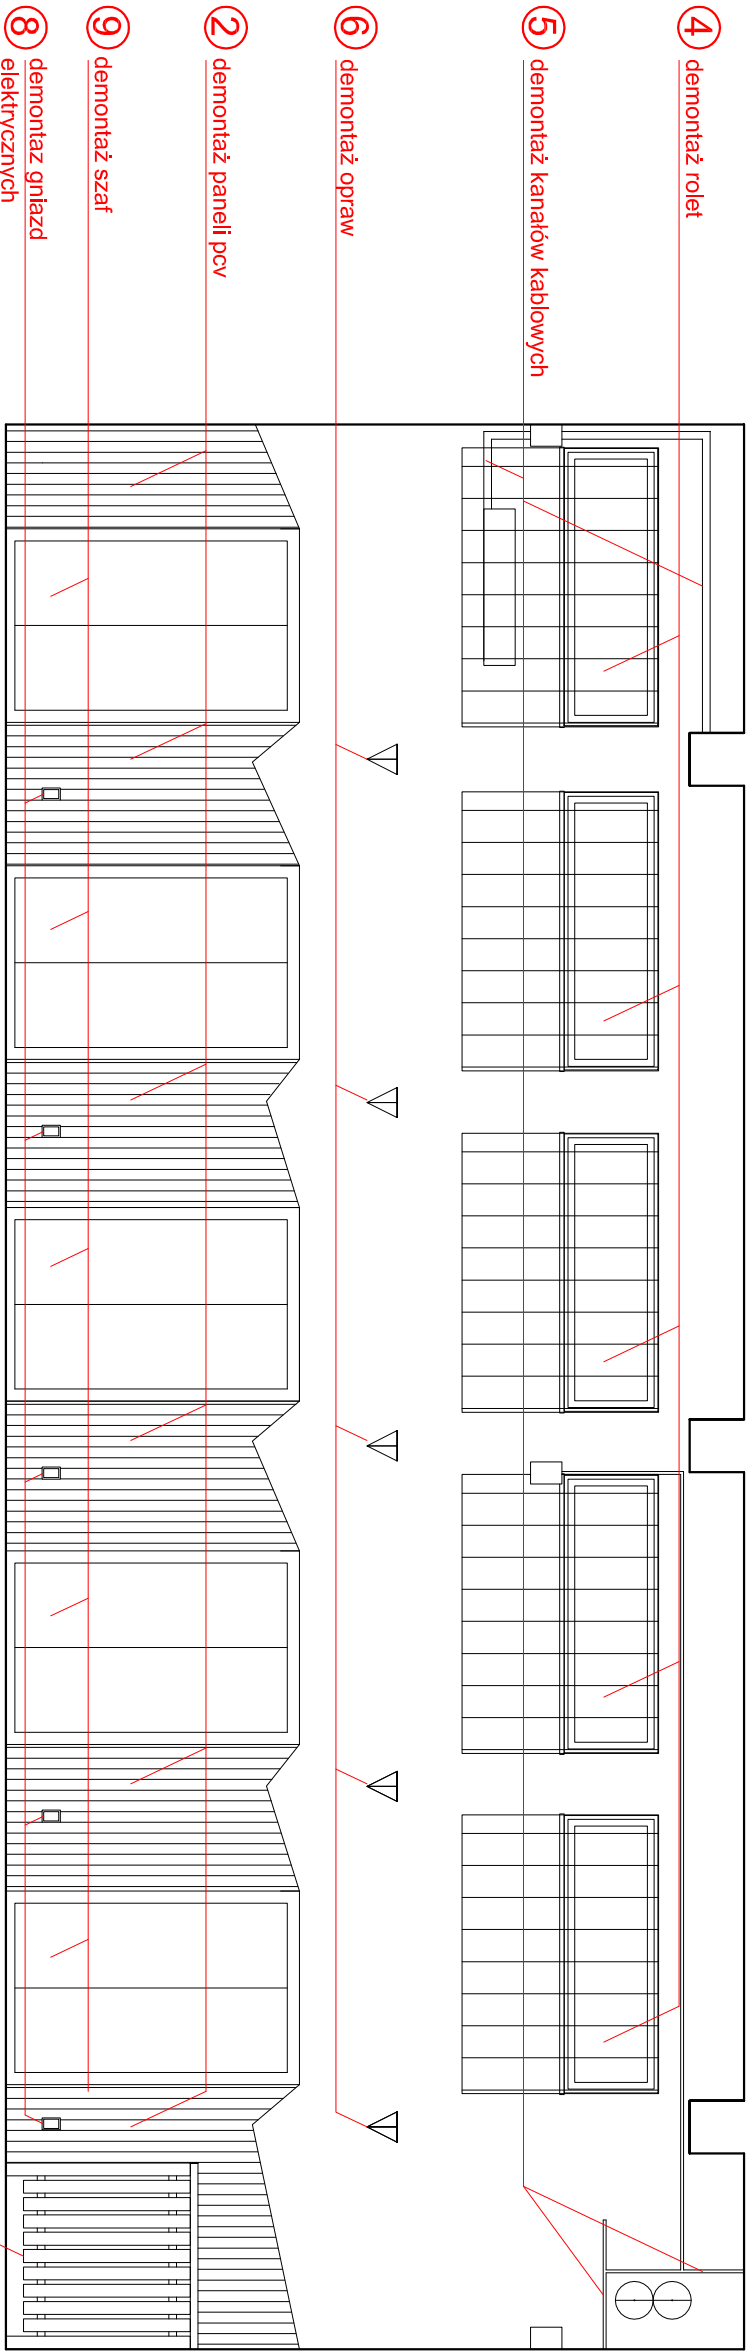 4 demontaż rolet
5 demontaż kanałów kablowych
6 demontaż opraw
2 demontaż paneli pcv
9 demontaż szaf
8 demontaz gniazd
elektrycznych